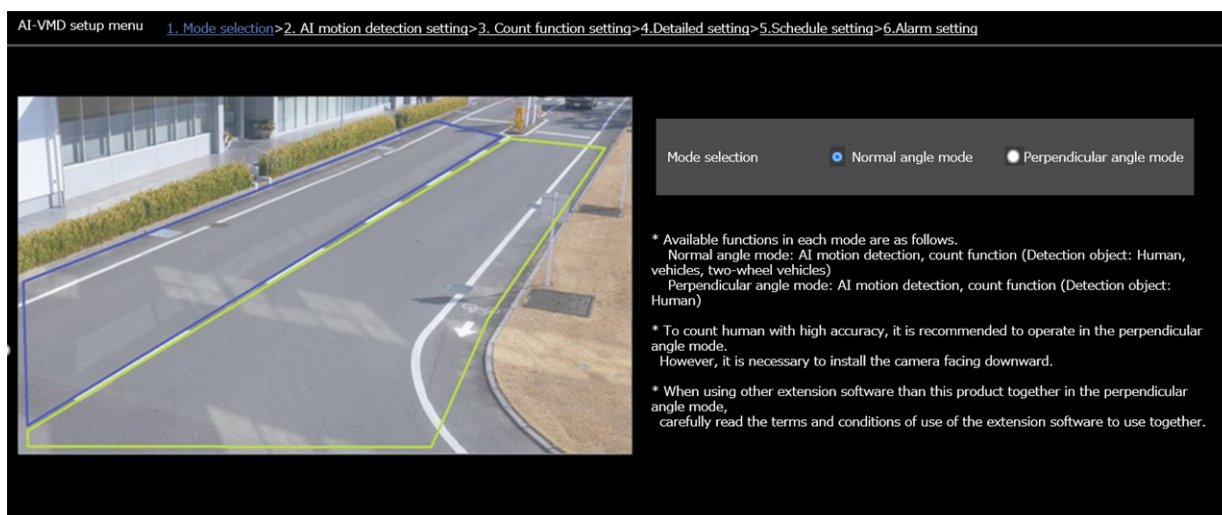 AI-VMD setup menu 1. Mode selection>2. AI motion detection setting>3. Count function setting>4.Detailed setting>5.Schedule setting>6.Alarm setting
Mode selection Normal angle mode Perpendicular angle mode
* Available functions in each mode are as follows.
Normal angle mode: AI motion detection, count function (Detection object: Human,
vehicles, two-wheel vehicles)
Perpendicular angle mode: AI motion detection, count function (Detection object:
Human)
* To count human with high accuracy, it is recommended to operate in the perpendicular
angle mode.
However, it is necessary to install the camera facing downward.
* When using other extension software than this product together in the perpendicular
angle mode,
carefully read the terms and conditions of use of the extension software to use together.